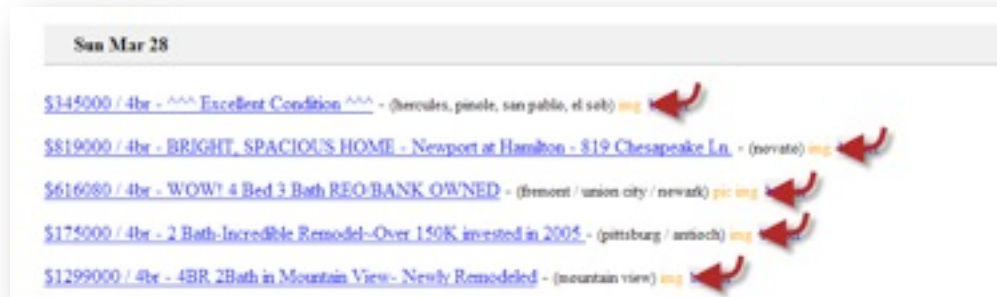 Sun Mar 28
$345000 / 4br - ^^^ Excellent Condition ^^^ - (hercules, pinole, san pablo, el sob) img
$819000 / 4br - BRIGHT, SPACIOUS HOME - Newport at Hamilton - 819 Chesapeake Ln. - (novato) img
$616080 / 4br - WOW! 4 Bed 3 Bath REO/BANK OWNED - (fremont / union city / newark) pic img
$175000 / 4br - 2 Bath-Incredible Remodel~Over 150K invested in 2005 - (pittsburg / antioch) img
$1299000 / 4br - 4BR 2Bath in Mountain View- Newly Remodeled - (mountain view) img